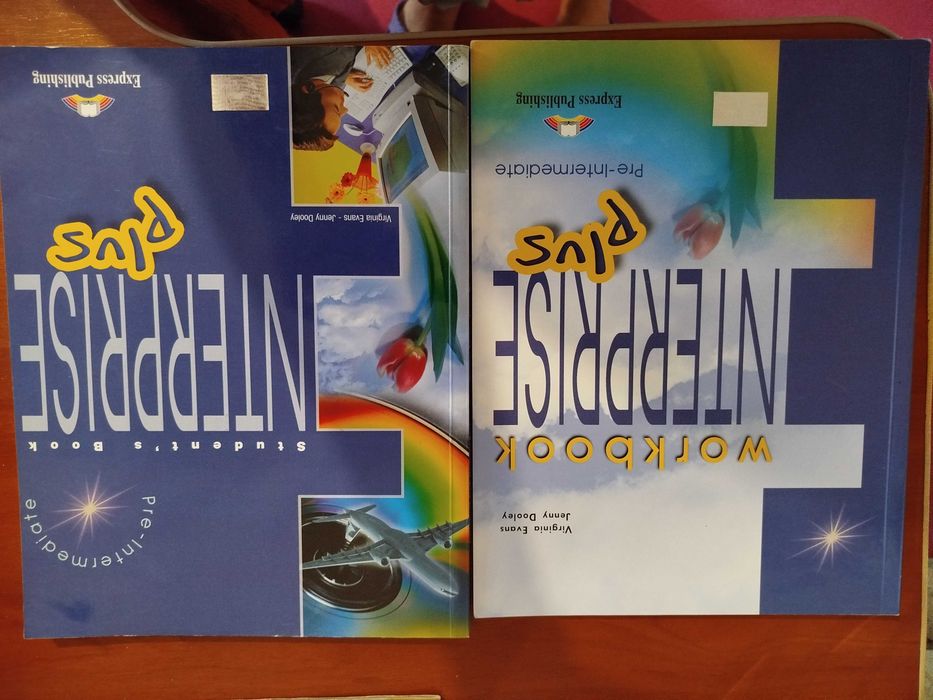 Virginia Evans
Jenny Dooley
workbook
ENTERPRISE
plus
Pre-Intermediate
Express Publishing
Pre-Intermediate
Student's Book
ENTERPRISE
plus
Virginia Evans - Jenny Dooley
Express Publishing